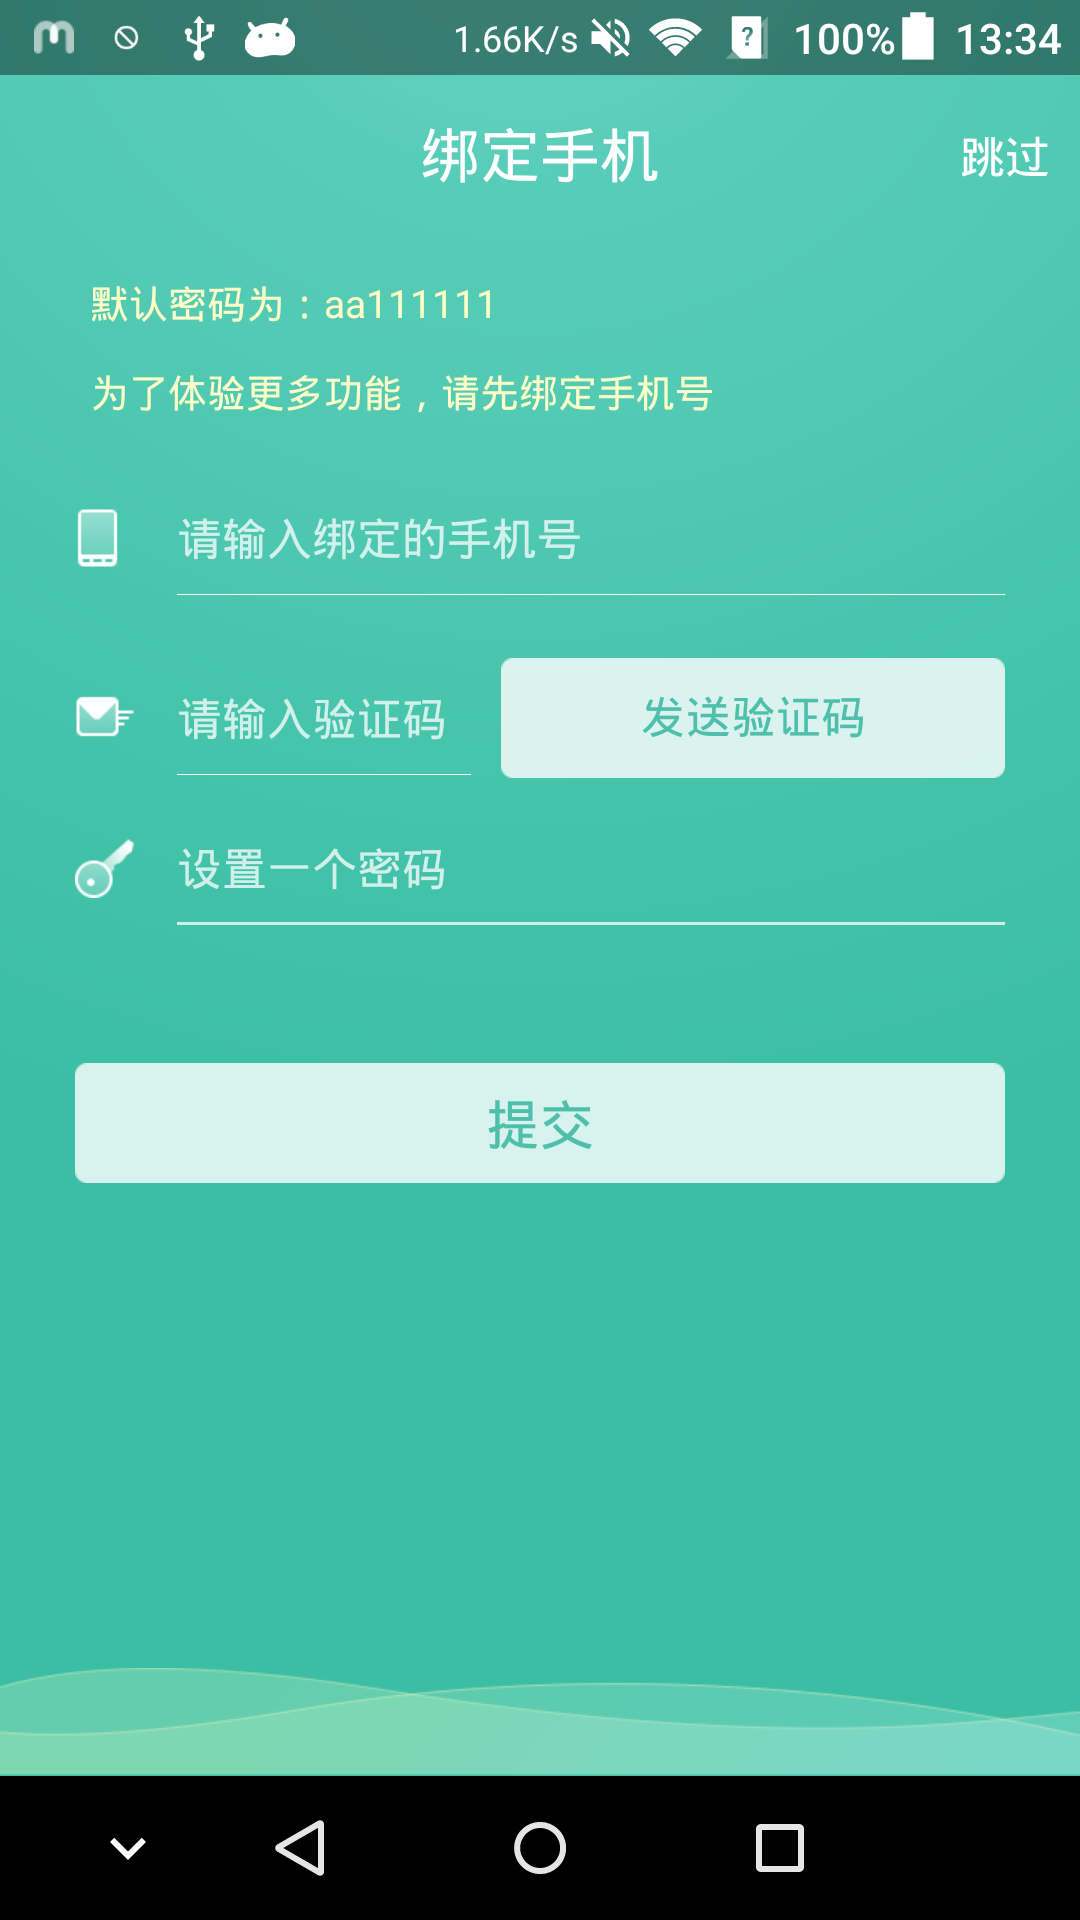 1.66K/s 100% 13:34
绑定手机 跳过
默认密码为：aa111111
为了体验更多功能，请先绑定手机号
请输入绑定的手机号
请输入验证码 发送验证码
设置一个密码
提交